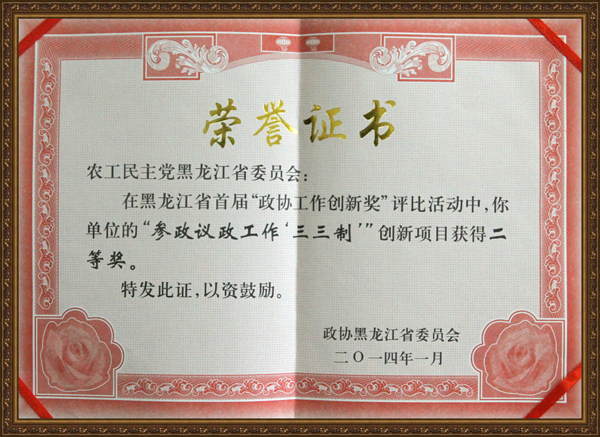 荣誉证书
农工民主党黑龙江省委员会:
在黑龙江省首届“政协工作创新奖”评比活动中,你
单位的“参政议政工作‘三三制’”创新项目获得二
等奖。
特发此证,以资鼓励。
政协黑龙江省委员会
二〇一四年一月